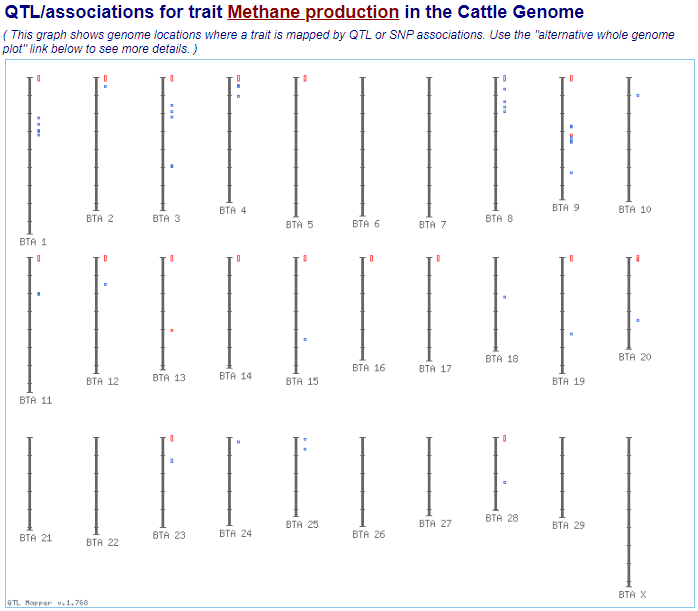 QTL/associations for trait Methane production in the Cattle Genome
( This graph shows genome locations where a trait is mapped by QTL or SNP associations. Use the "alternative whole genome
plot" link below to see more details. )
BTA 1
BTA 2
BTA 3
BTA 4
BTA 5
BTA 6
BTA 7
BTA 8
BTA 9
BTA 10
BTA 11
BTA 12
BTA 13
BTA 14
BTA 15
BTA 16
BTA 17
BTA 18
BTA 19
BTA 20
BTA 21
BTA 22
BTA 23
BTA 24
BTA 25
BTA 26
BTA 27
BTA 28
BTA 29
BTA X
QTL Mapper v.1.768